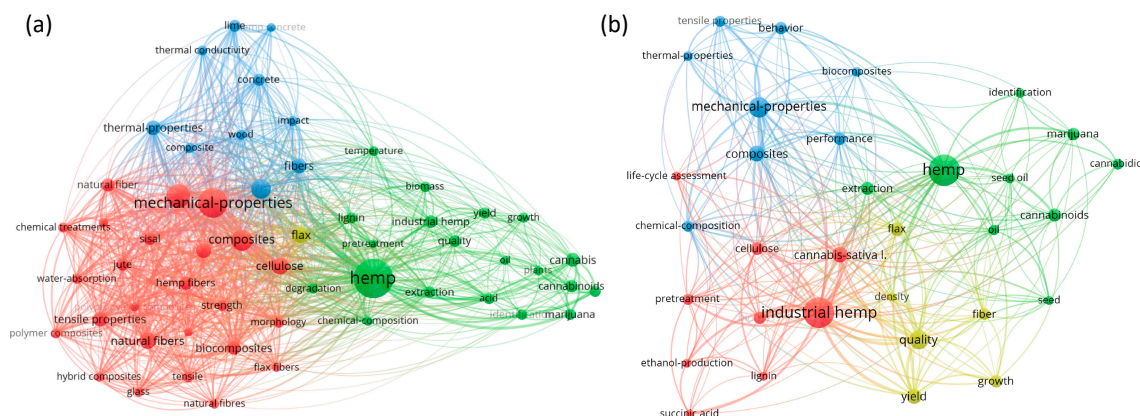 (a)
lime
hemp concrete
thermal conductivity
concrete
thermal-properties
impact
wood
composite
temperature
fibers
natural fiber
biomass
mechanical-properties
lignin
industrial hemp
yield
growth
chemical treatments
sisal
composites
flax
pretreatment
quality
jute
oil
cannabis
water-absorption
cellulose
hemp
plants
hemp fibers
degradation
extraction
cannabinoids
strength
acid
tensile properties
morphology
chemical-composition
identification
marijuana
polymer composites
natural fibers
biocomposites
flax fibers
hybrid composites
tensile
glass
natural-fibres
(b)
tensile properties
behavior
thermal-properties
biocomposites
mechanical-properties
identification
marijuana
performance
composites
cannabidiol
life-cycle assessment
hemp
extraction
seed oil
chemical-composition
flax
cannabinoids
oil
cellulose
cannabis-sativa l.
pretreatment
density
seed
industrial hemp
fiber
quality
ethanol-production
lignin
growth
yield
succinic acid